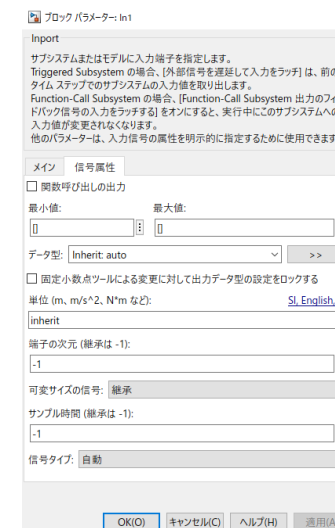 ブロック パラメーター: In1
Inport
サブシステムまたはモデルに入力端子を指定します。
Triggered Subsystem の場合、[外部信号を遅延して入力をラッチ] は、前の
タイム ステップでのサブシステムの入力値を取り出します。
Function-Call Subsystem の場合、[Function-Call Subsystem 出力のフィ
ドバック信号の入力をラッチする] をオンにすると、実行中にこのサブシステムへの
入力値が変更されなくなります。
他のパラメーターは、入力信号の属性を明示的に指定するために使用できます
メイン 信号属性
関数呼び出しの出力
最小値: 最大値:
[] []
データ型: Inherit: auto >>
固定小数点ツールによる変更に対して出力データ型の設定をロックする
単位 (m、m/s^2、N*m など): SI, English,
inherit
端子の次元 (継承は -1):
-1
可変サイズの信号: 継承
サンプル時間 (継承は -1):
-1
信号タイプ: 自動
OK(O) キャンセル(C) ヘルプ(H) 適用(A